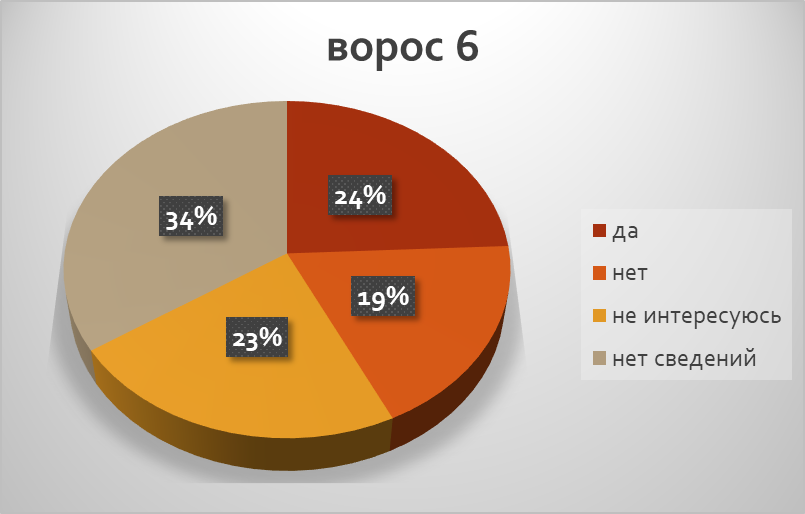 ворос 6
24%
34%
19%
23%
да
нет
не интересуюсь
нет сведений